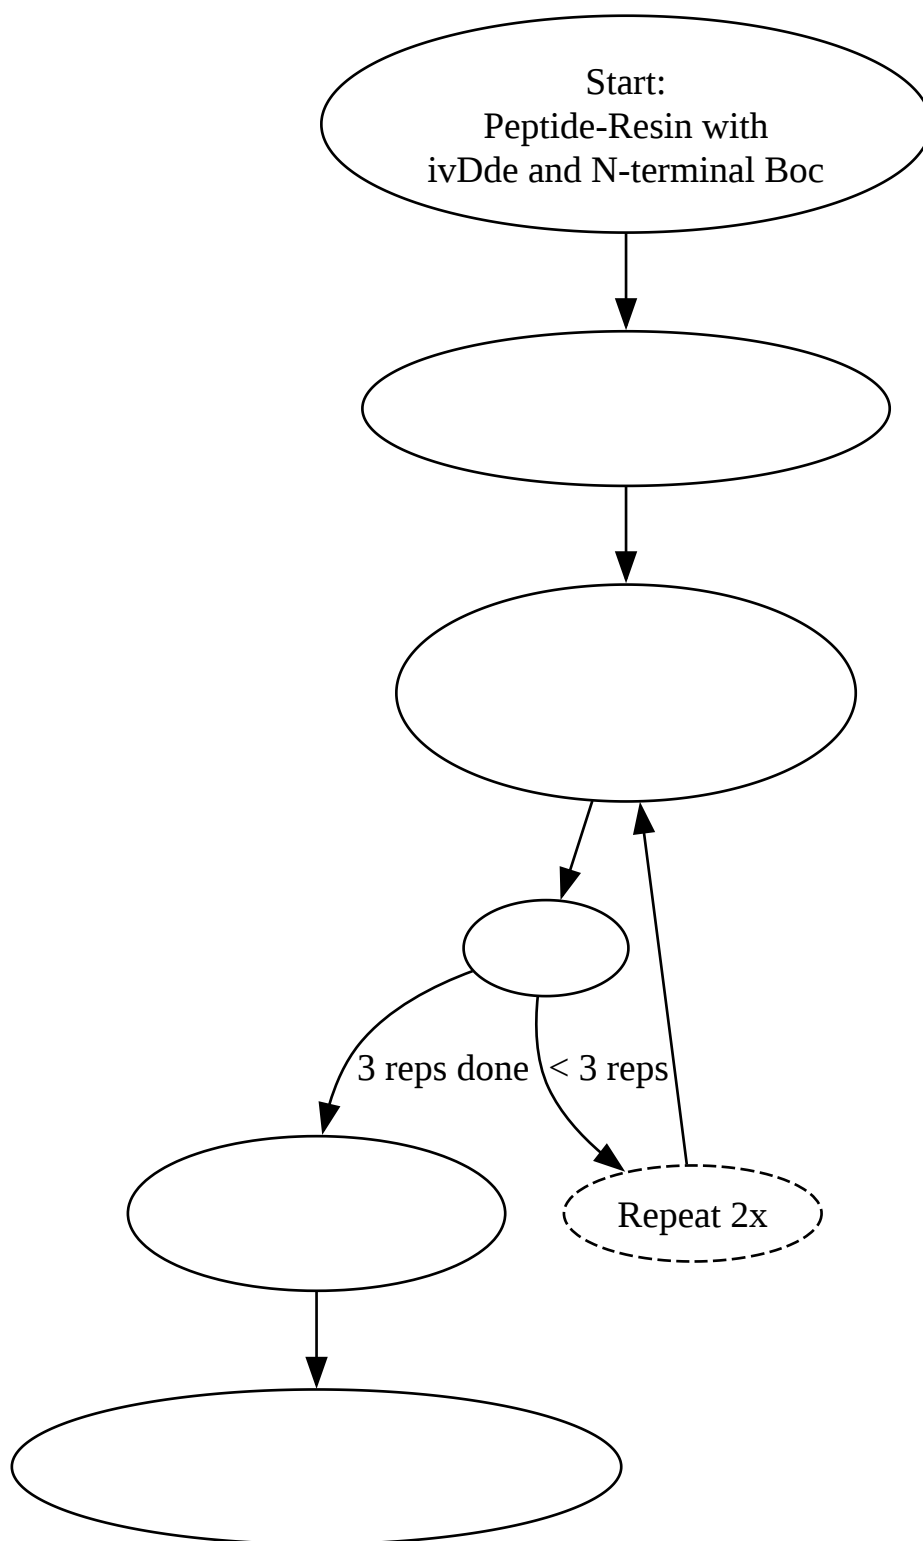 Start:
Peptide-Resin with
ivDde and N-terminal Boc
3 reps done
< 3 reps
Repeat 2x